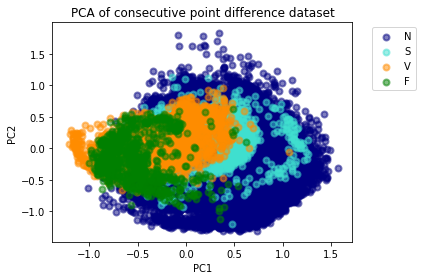 PCA of consecutive point difference dataset
N
S
V
F
1.5
1.0
0.5
0.0
−0.5
−1.0
PC2
−1.0 −0.5 0.0 0.5 1.0 1.5
PC1